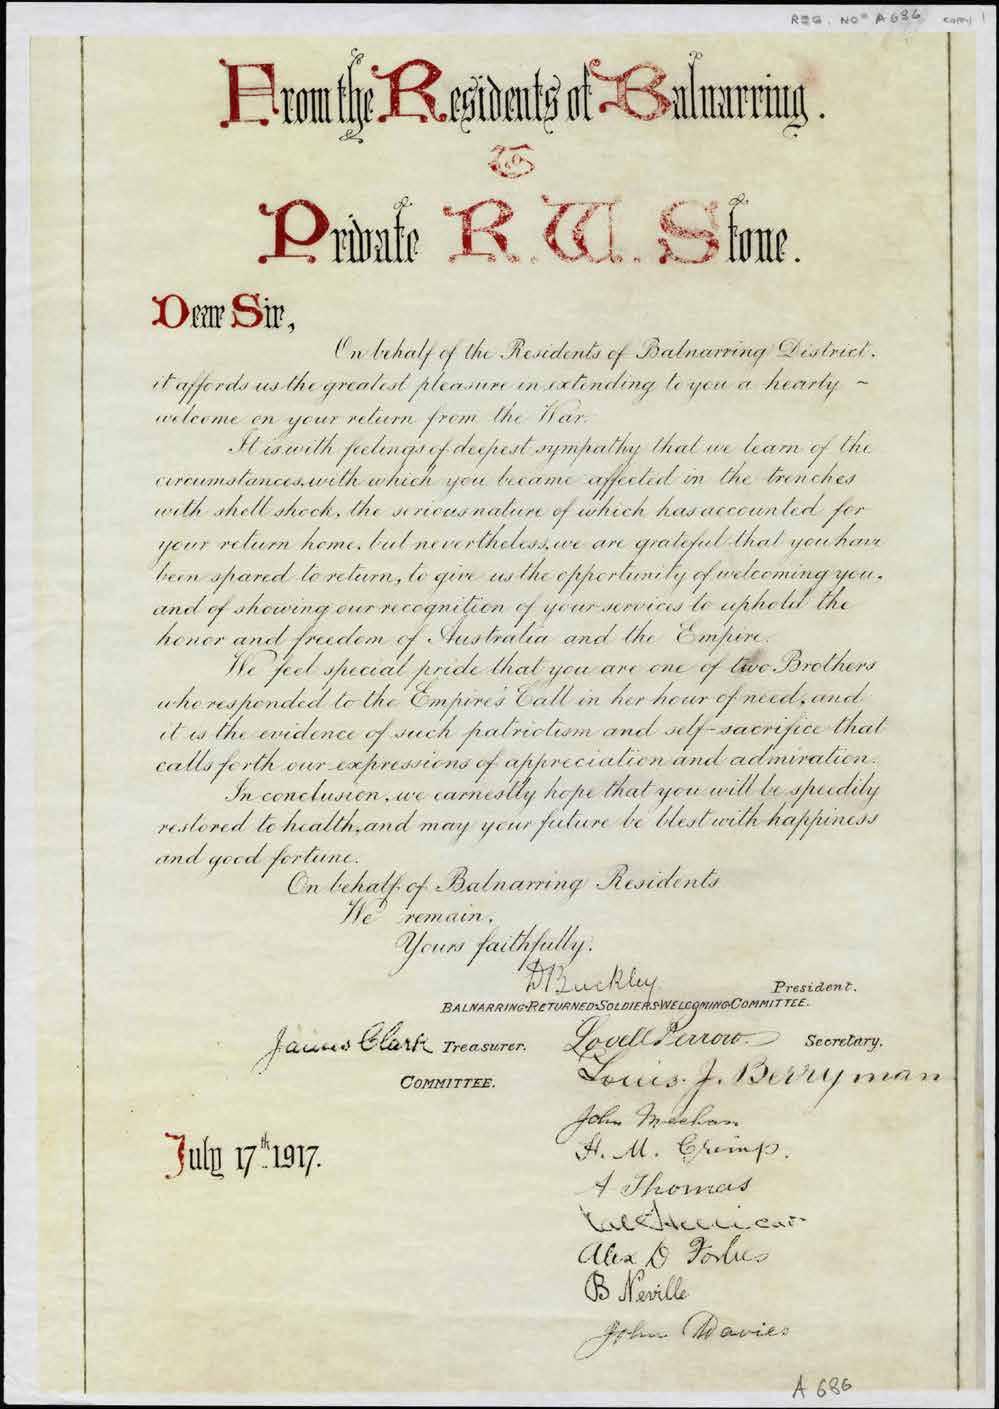 REG. NO. A 686 COPY 1
From the Residents of Balnarring.
To
Private R. W. Stone.
Dear Sir,
On behalf of the Residents of Balnarring District,
it affords us the greatest pleasure in extending to you a hearty ~
welcome on your return from the War.
It is with feelings of deepest sympathy that we learn of the
circumstances with which you became affected in the trenches
with shell shock, the serious nature of which has accounted for
your return home, but nevertheless, we are grateful that you have
been spared to return, to give us the opportunity of welcoming you,
and of showing our recognition of your services to uphold the
honor and freedom of Australia and the Empire.
We feel special pride that you are one of two Brothers
who responded to the Empire's Call in her hour of need, and
it is the evidence of such patriotism and self-sacrifice that
calls forth our expressions of appreciation and admiration.
In conclusion, we earnestly hope that you will be speedily
restored to health, and may your future be blest with happiness
and good fortune.
On behalf of Balnarring Residents
We remain,
Yours faithfully.
D Buckley President.
BALNARRING RETURNED SOLDIERS WELCOMING COMMITTEE.
James Clark Treasurer. Lovell Perrow Secretary.
COMMITTEE. Louis. J. Berryman
John Meehan
H. M. Crimp.
July 17th 1917.
A Thomas
Alex D Forbes
B Neville
John Davies
A 686